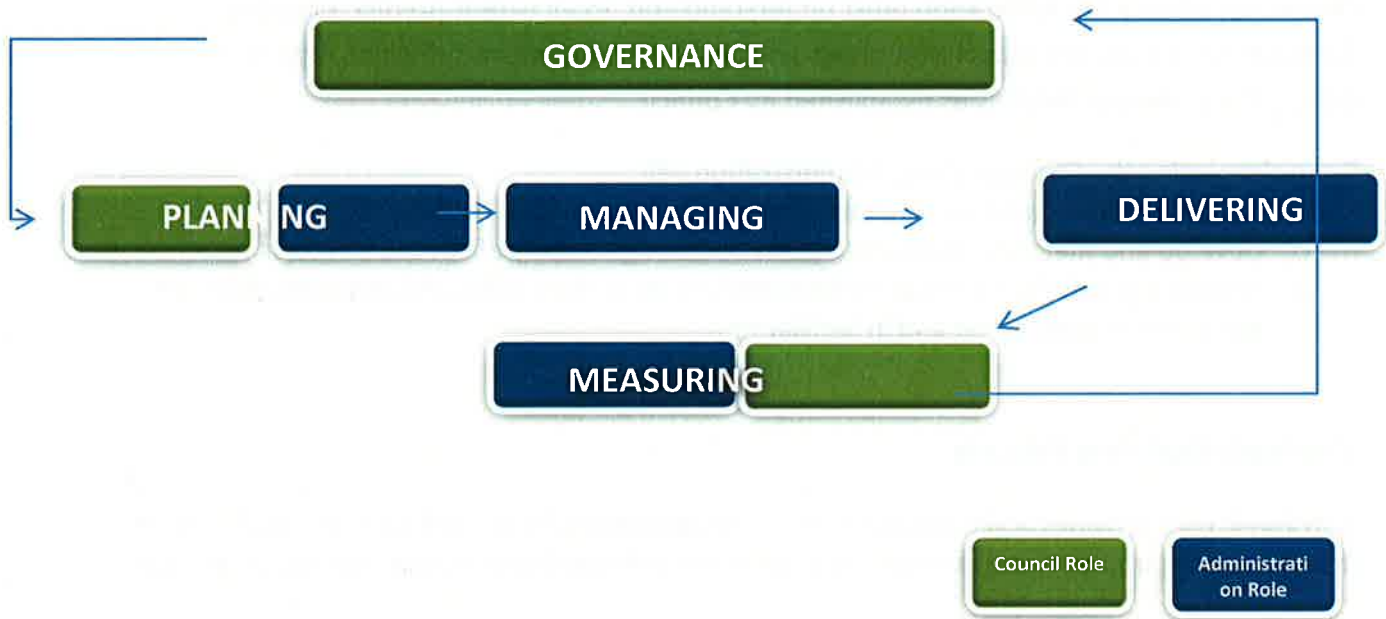 GOVERNANCE
PLANNING
MANAGING
DELIVERING
MEASURING
Council Role
Administrati
on Role